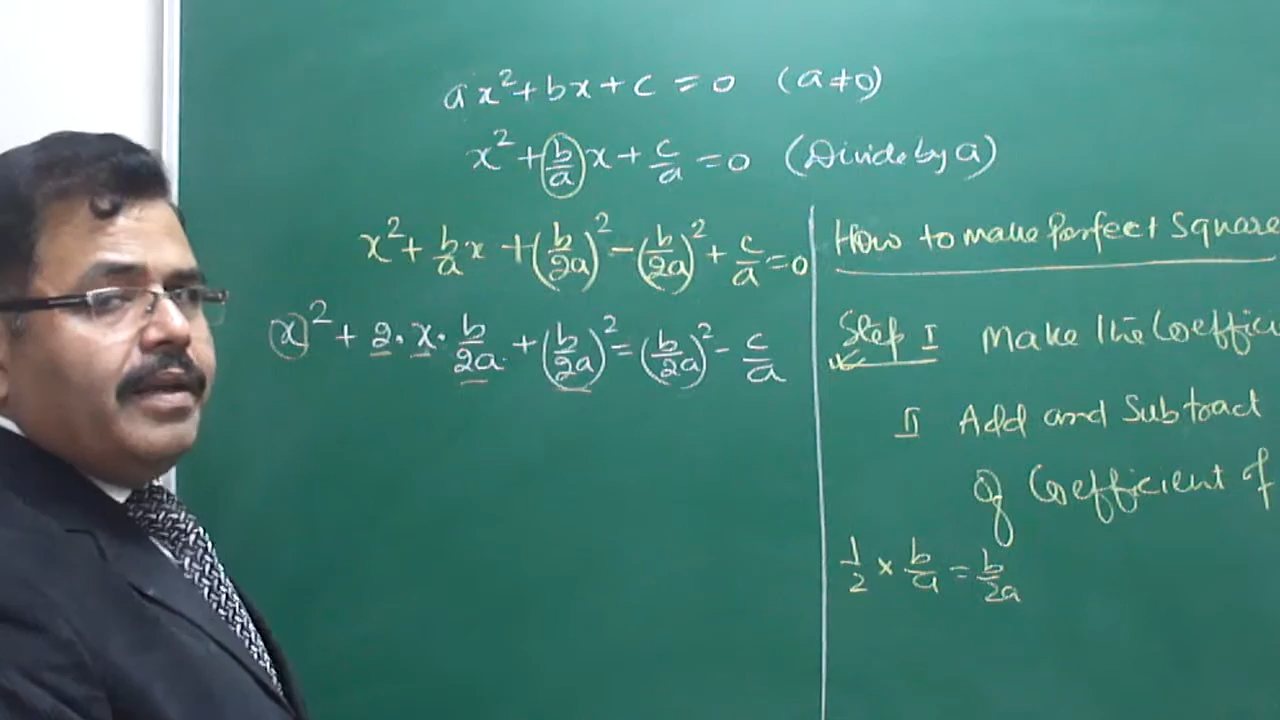 ax²+bx+c=0 (a≠0)
x²+b/a x+c/a=0 (Divide by a)
x²+b/a x+(b/2a)²-(b/2a)²+c/a=0
x²+2·x·b/2a+(b/2a)²=(b/2a)²-c/a
How to make Perfect Square
Step I Make the Coeffici
II Add and Subtract
of Coefficient of
1/2×b/a=b/2a